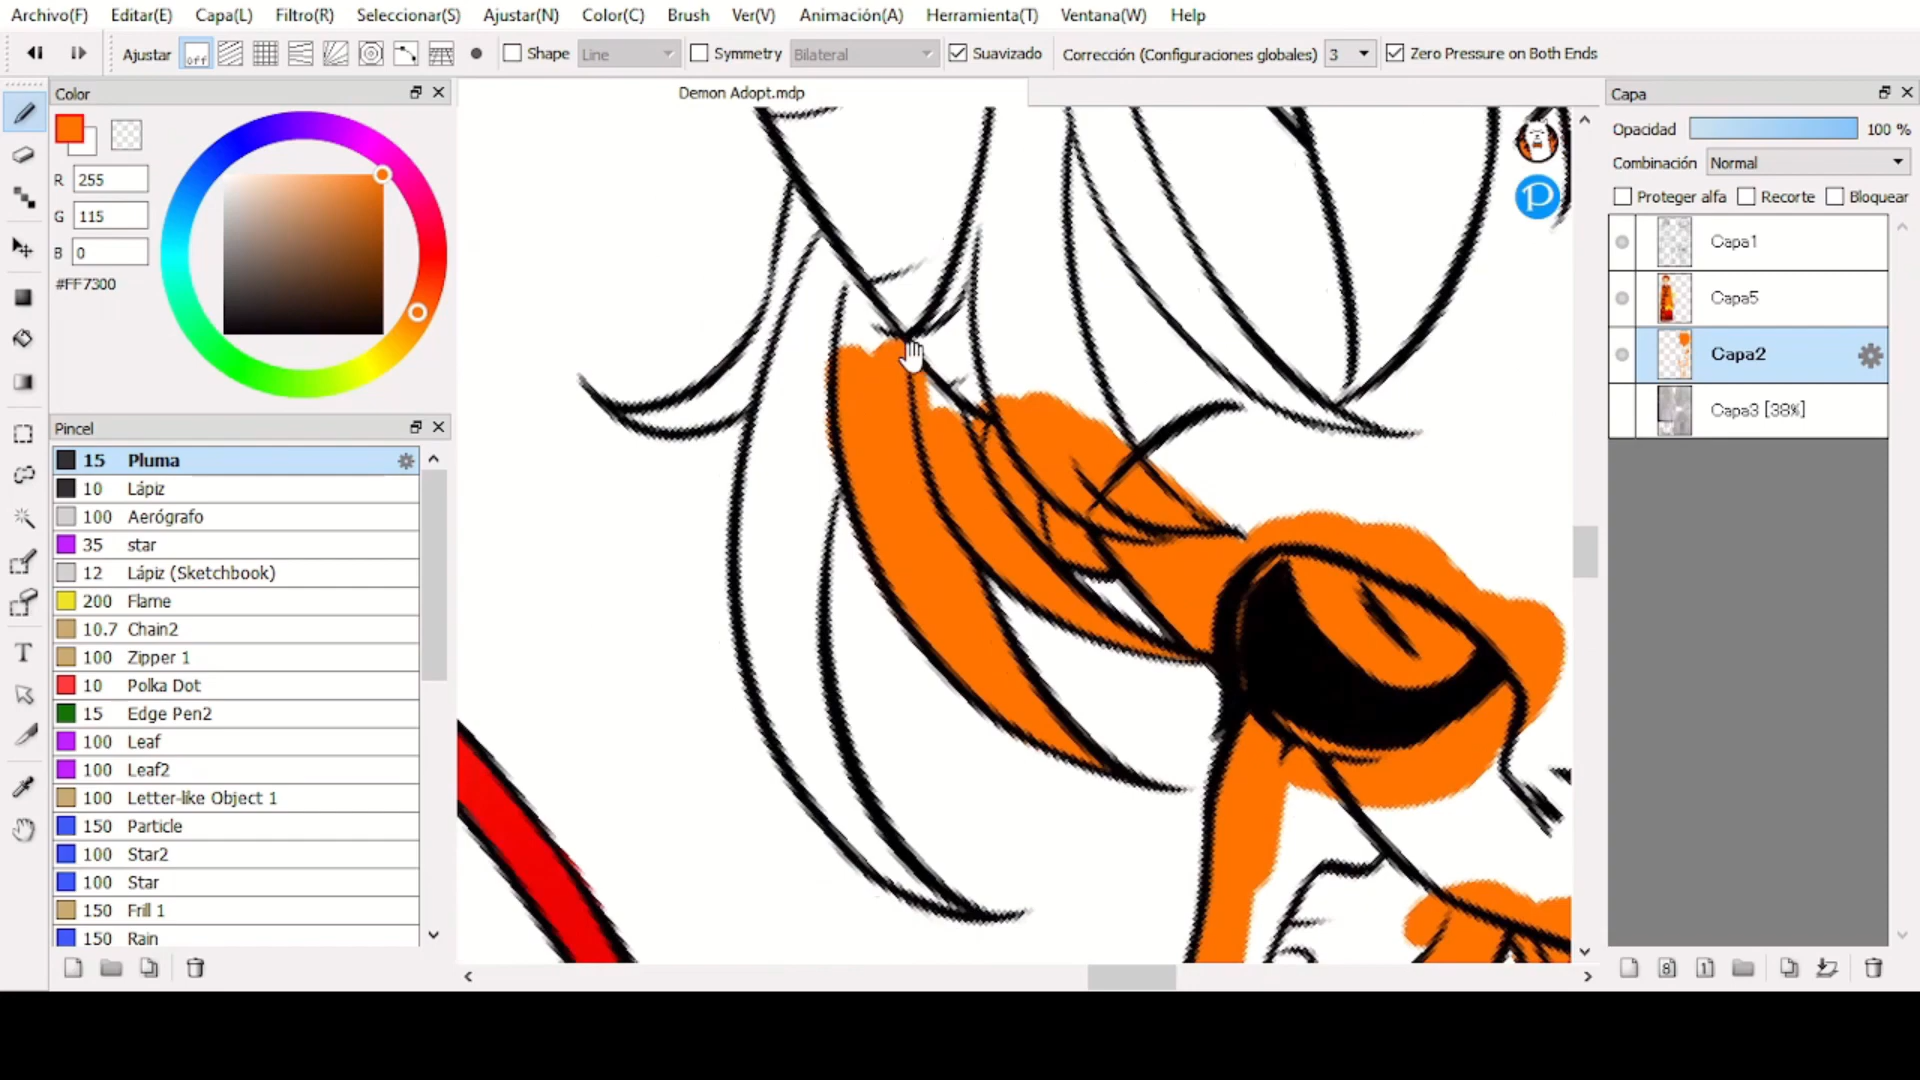 Archivo(F) Editar(E) Capa(L) Filtro(R) Seleccionar(S) Ajustar(N) Color(C) Brush Ver(V) Animación(A) Herramienta(T) Ventana(W) Help
Ajustar off Shape Line Symmetry Bilateral Suavizado Corrección (Configuraciones globales) 3 Zero Pressure on Both Ends
Color
Demon Adopt.mdp
Capa
R 255
G 115
B 0
#FF7300
Opacidad 100 %
Combinación Normal
Proteger alfa Recorte Bloquear
Capa1
Capa5
Capa2
Capa3 [38%]
Pincel
15 Pluma
10 Lápiz
100 Aerógrafo
35 star
12 Lápiz (Sketchbook)
200 Flame
10.7 Chain2
100 Zipper 1
10 Polka Dot
15 Edge Pen2
100 Leaf
100 Leaf2
100 Letter-like Object 1
150 Particle
100 Star2
100 Star
150 Frill 1
150 Rain
T
P
8
1